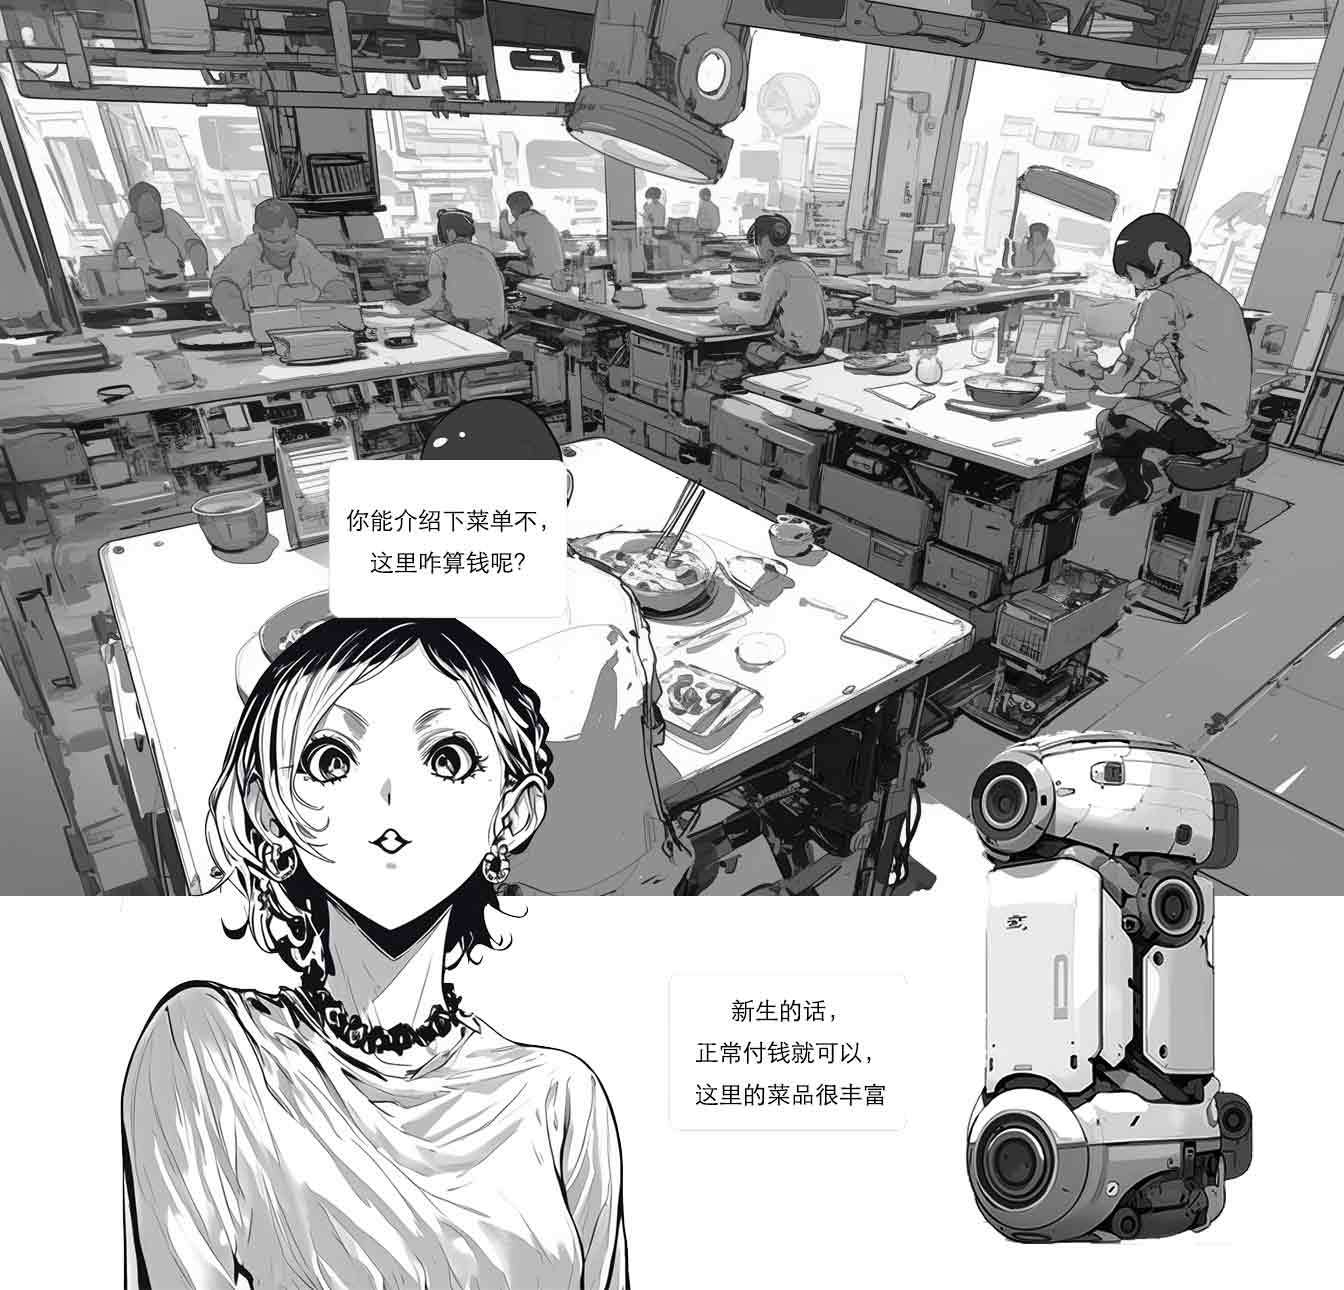 你能介绍下菜单不，
这里咋算钱呢？
新生的话，
正常付钱就可以，
这里的菜品很丰富